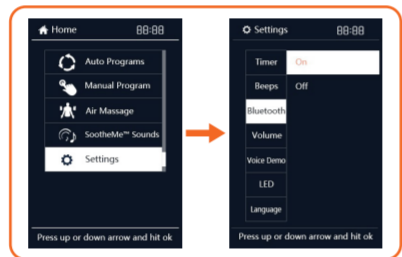 Home 88:88
Auto Programs
Manual Program
Air Massage
SootheMe™ Sounds
Settings
Press up or down arrow and hit ok
Settings 88:88
Timer On
Beeps Off
Bluetooth
Volume
Voice Demo
LED
Language
Press up or down arrow and hit ok